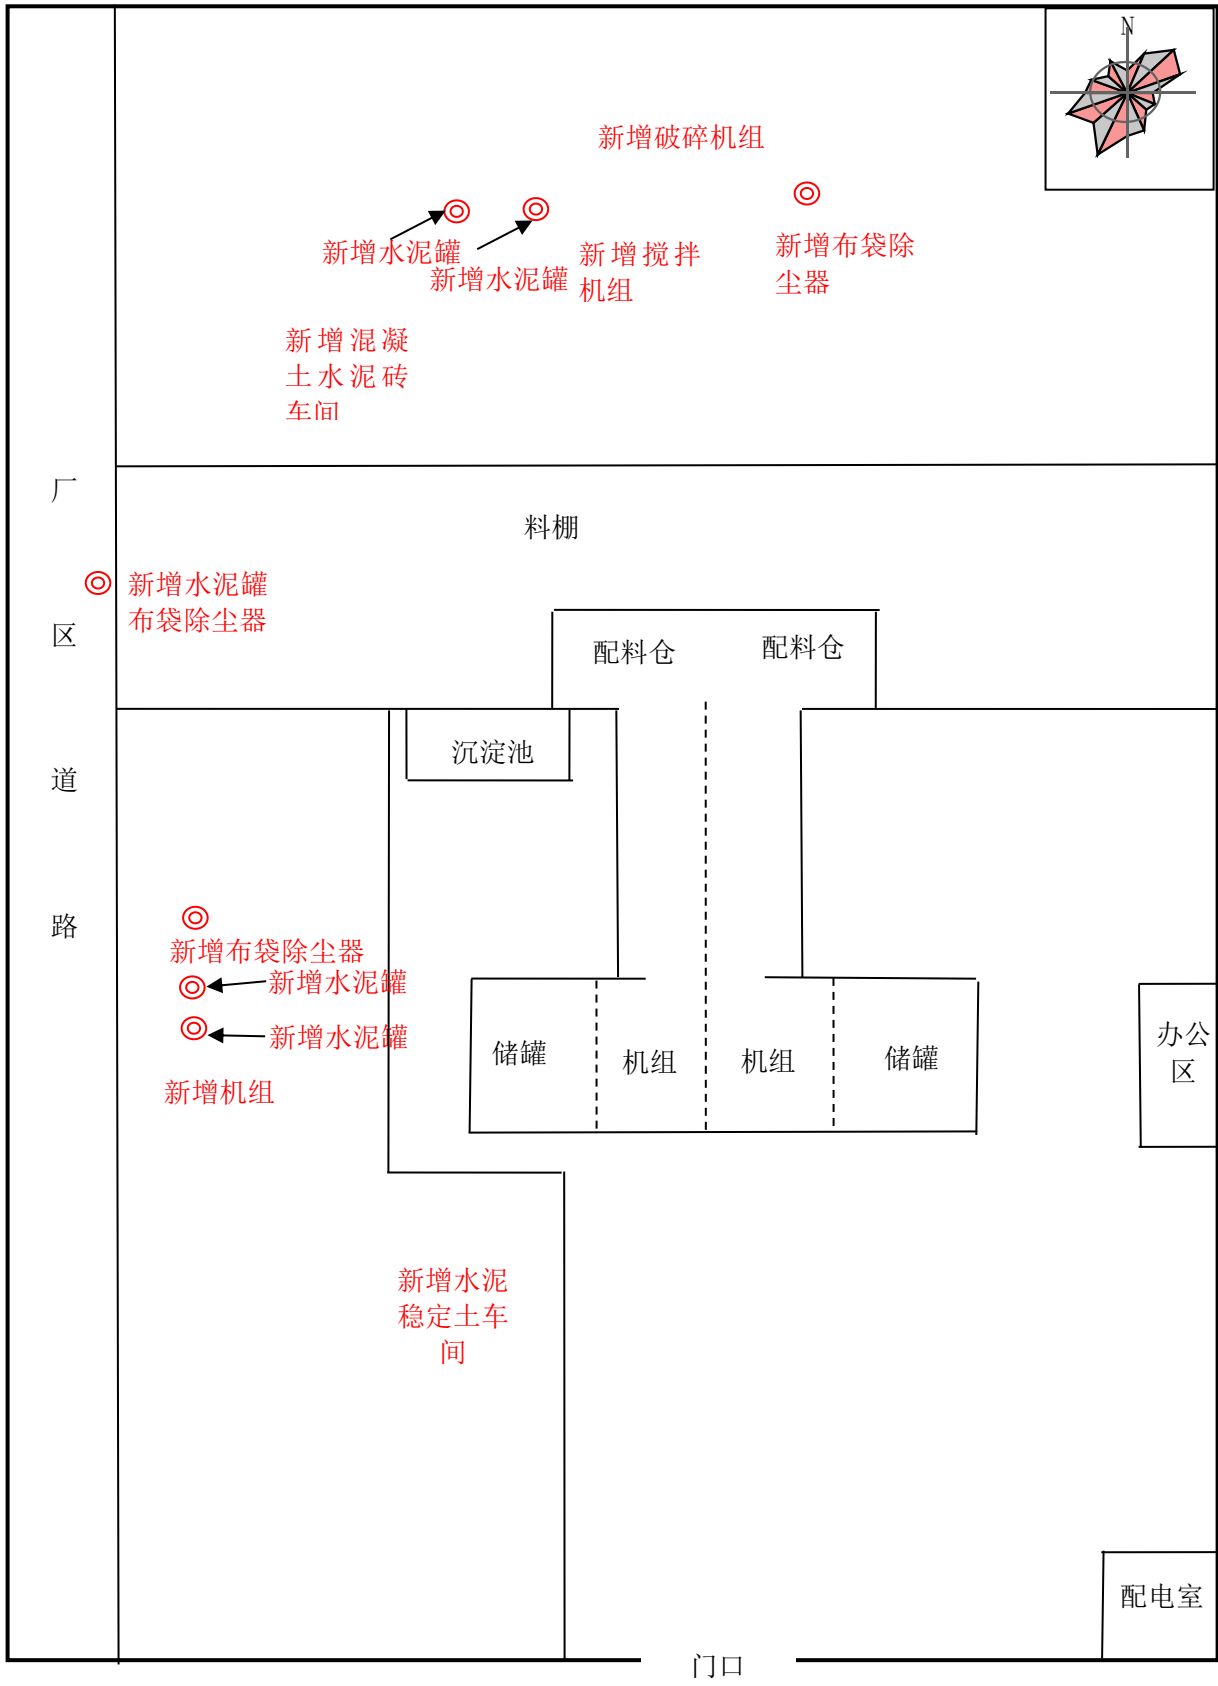 N
新增破碎机组
新增水泥罐
新增水泥罐
新增搅拌
机组
新增布袋除
尘器
新增混凝
土水泥砖
车间
厂
区
道
路
料棚
新增水泥罐
布袋除尘器
配料仓
配料仓
沉淀池
新增布袋除尘器
新增水泥罐
新增水泥罐
新增机组
储罐
机组
机组
储罐
办公
区
新增水泥
稳定土车
间
配电室
门口